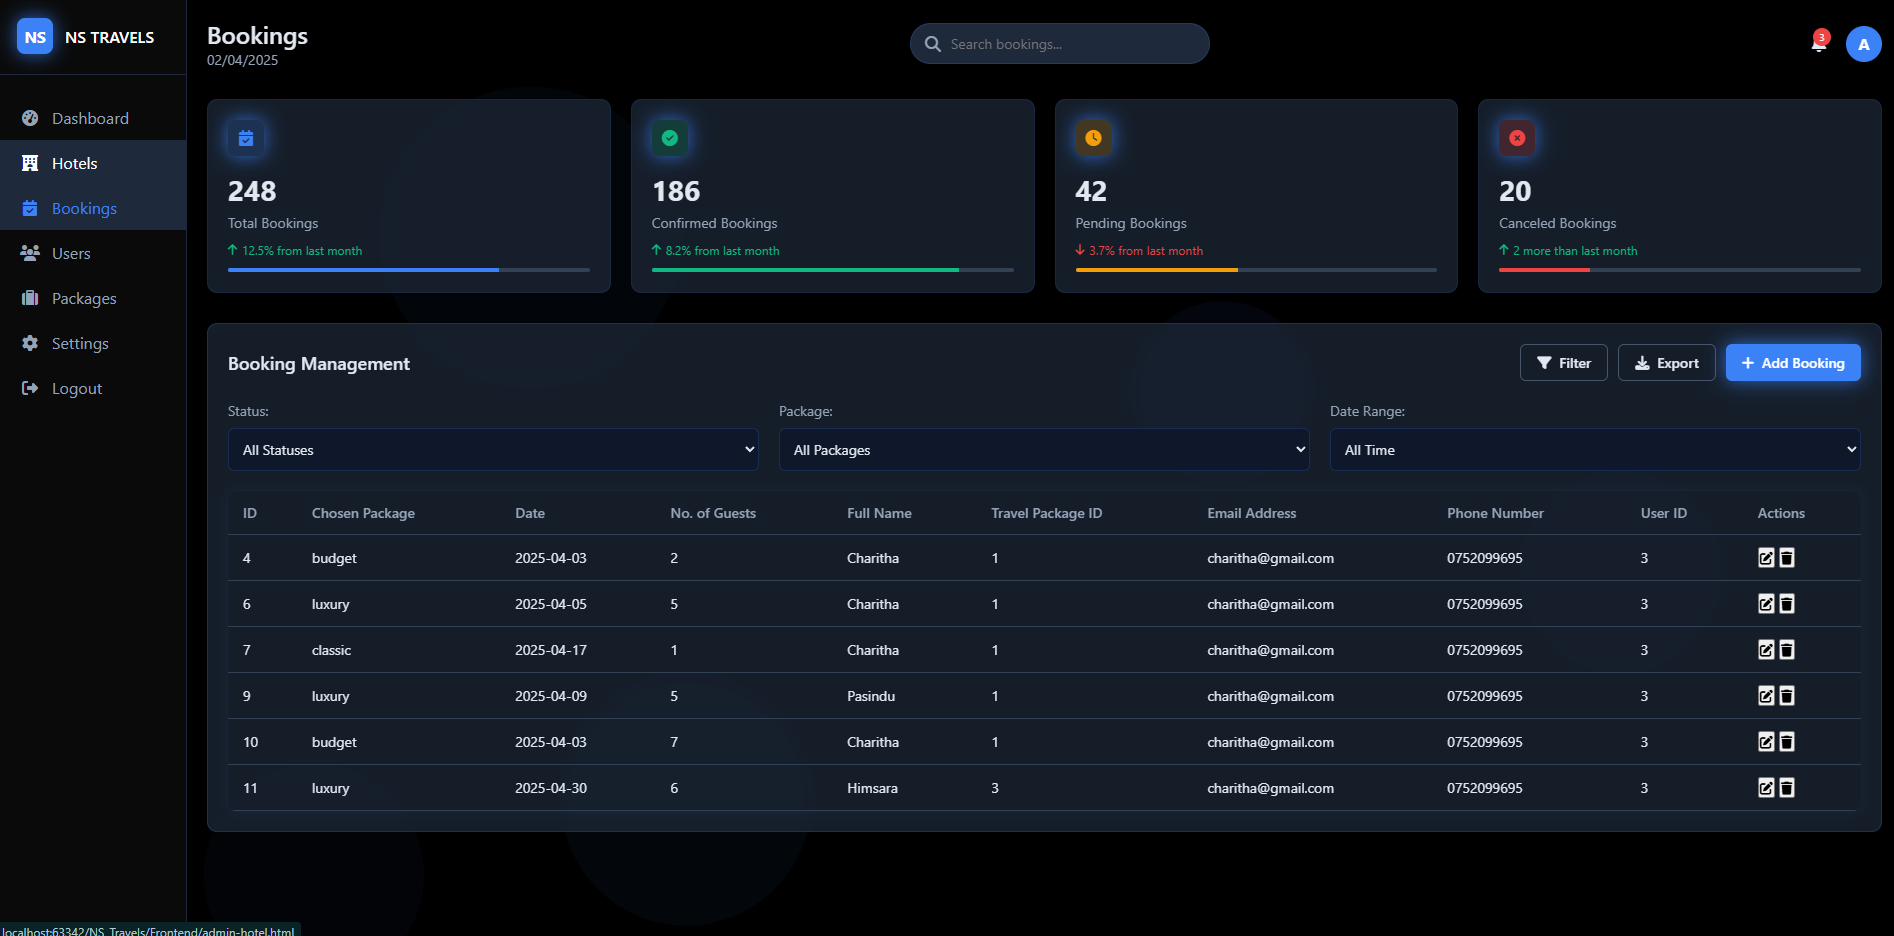 NS NS TRAVELS
Dashboard
Hotels
Bookings
Users
Packages
Settings
Logout
Bookings
02/04/2025
Search bookings...
3
A
248
Total Bookings
12.5% from last month
186
Confirmed Bookings
8.2% from last month
42
Pending Bookings
3.7% from last month
20
Canceled Bookings
2 more than last month
Booking Management
Filter
Export
Add Booking
Status: Package: Date Range:
All Statuses All Packages All Time
ID Chosen Package Date No. of Guests Full Name Travel Package ID Email Address Phone Number User ID Actions
4 budget 2025-04-03 2 Charitha 1 charitha@gmail.com 0752099695 3
6 luxury 2025-04-05 5 Charitha 1 charitha@gmail.com 0752099695 3
7 classic 2025-04-17 1 Charitha 1 charitha@gmail.com 0752099695 3
9 luxury 2025-04-09 5 Pasindu 1 charitha@gmail.com 0752099695 3
10 budget 2025-04-03 7 Charitha 1 charitha@gmail.com 0752099695 3
11 luxury 2025-04-30 6 Himsara 3 charitha@gmail.com 0752099695 3
localhost:63342/NS_Travels/Frontend/admin-hotel.html